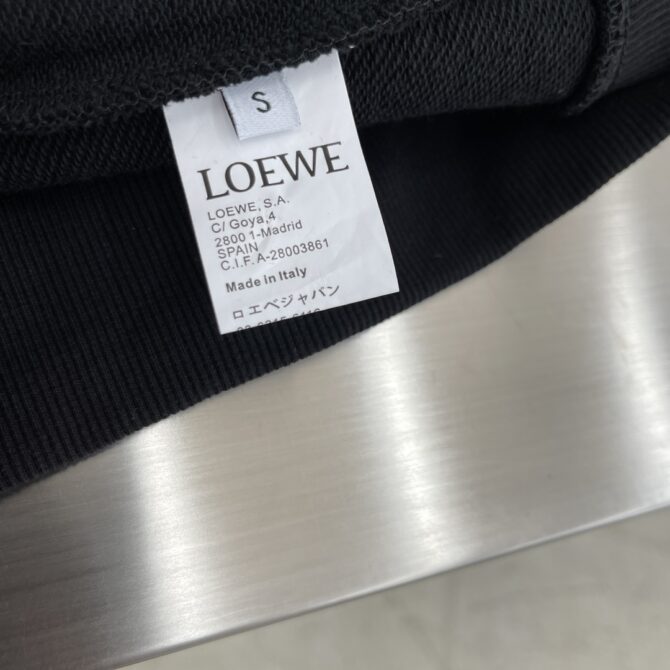 S
LOEWE
LOEWE, S.A.
C/ Goya,4
2800 1-Madrid
SPAIN
C.I.F. A-28003861
Made in Italy
ロエベジャパン